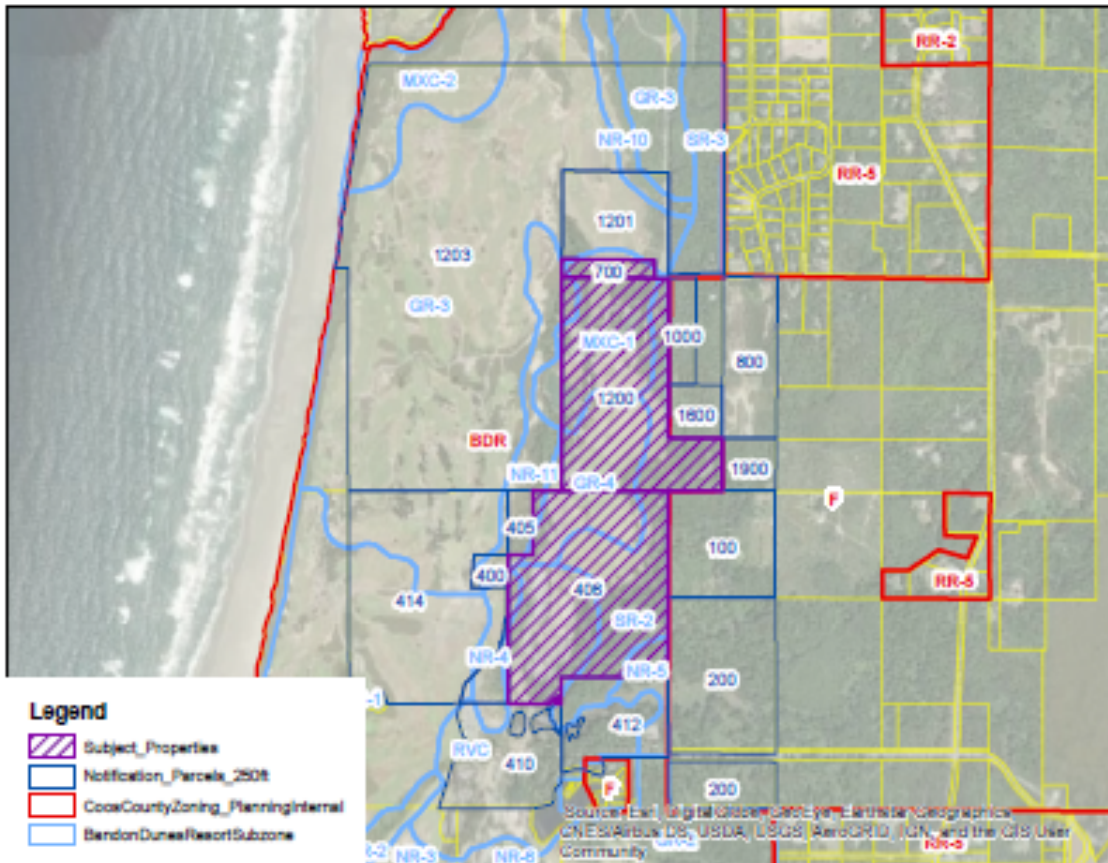 RR-2
MXC-2
GR-3
NR-10
SR-3
RR-5
1201
1203
700
GR-3
MXC-1
1000
800
1200
1600
BDR
NR-11
GR-4
1900
F
405
100
400
408
414
RR-5
SR-2
NR-4
NR-5
200
-1
412
RVC
410
F
200
Legend
Subject_Properties
Notification_Parcels_250ft
CoosCountyZoning_PlanningInternal
BandonDunesResortSubzone
Source: Esri, DigitalGlobe, GeoEye, Earthstar Geographics,
CNES/Airbus DS, USDA, USGS, AeroGRID, IGN, and the GIS User
Community
RR-5
R-2
NR-3
NR-6
GR-2